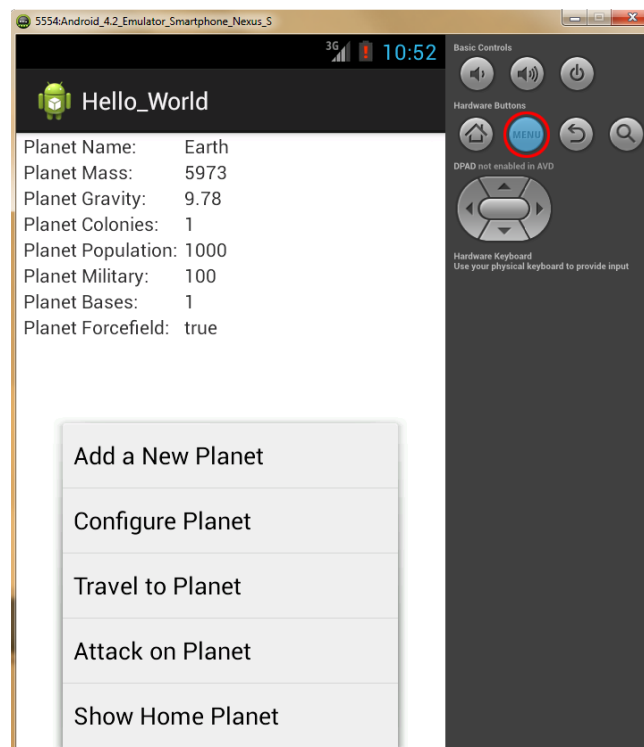 5554:Android_4.2_Emulator_Smartphone_Nexus_S
3G 10:52
Hello_World
Planet Name: Earth
Planet Mass: 5973
Planet Gravity: 9.78
Planet Colonies: 1
Planet Population: 1000
Planet Military: 100
Planet Bases: 1
Planet Forcefield: true
Add a New Planet
Configure Planet
Travel to Planet
Attack on Planet
Show Home Planet
Basic Controls
Hardware Buttons
MENU
DPAD not enabled in AVD
Hardware Keyboard
Use your physical keyboard to provide input